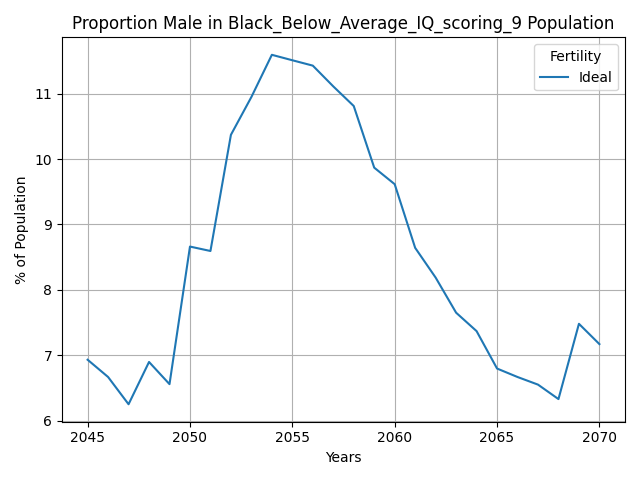 Proportion Male in Black_Below_Average_IQ_scoring_9 Population
Fertility
Ideal
% of Population
11
10
9
8
7
6
2045 2050 2055 2060 2065 2070
Years